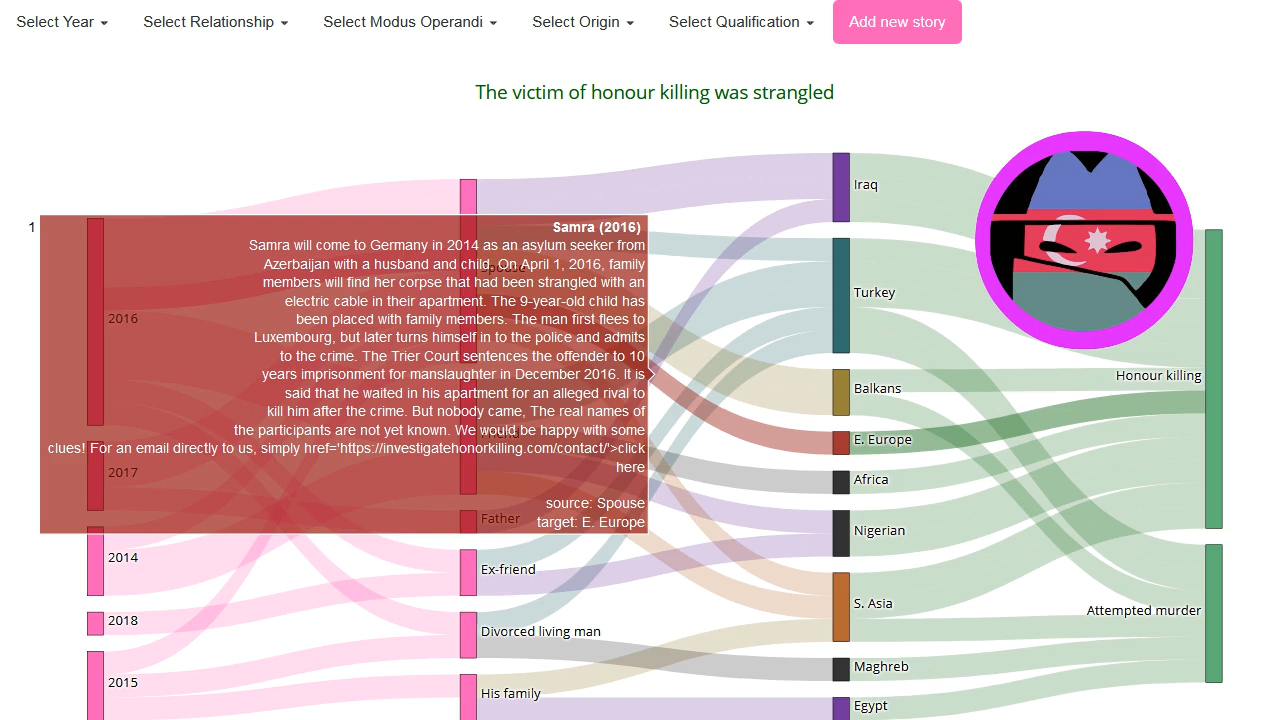 Select Year
Select Relationship
Select Modus Operandi
Select Origin
Select Qualification
Add new story
The victim of honour killing was strangled
1
Samra (2016)
Samra will come to Germany in 2014 as an asylum seeker from
Azerbaijan with a husband and child. On April 1, 2016, family
members will find her corpse that had been strangled with an
electric cable in their apartment. The 9-year-old child has
been placed with family members. The man first flees to
Luxembourg, but later turns himself in to the police and admits
to the crime. The Trier Court sentences the offender to 10
years imprisonment for manslaughter in December 2016. It is
said that he waited in his apartment for an alleged rival to
kill him after the crime. But nobody came, The real names of
the participants are not yet known. We would be happy with some
clues! For an email directly to us, simply href='https://investigatehonorkilling.com/contact/'>click
here
source: Spouse
target: E. Europe
2016
2017
2014
2018
2015
Spouse
Friend
Father
Ex-friend
Divorced living man
His family
Iraq
Turkey
Balkans
E. Europe
Africa
Nigerian
S. Asia
Maghreb
Egypt
Honour killing
Attempted murder